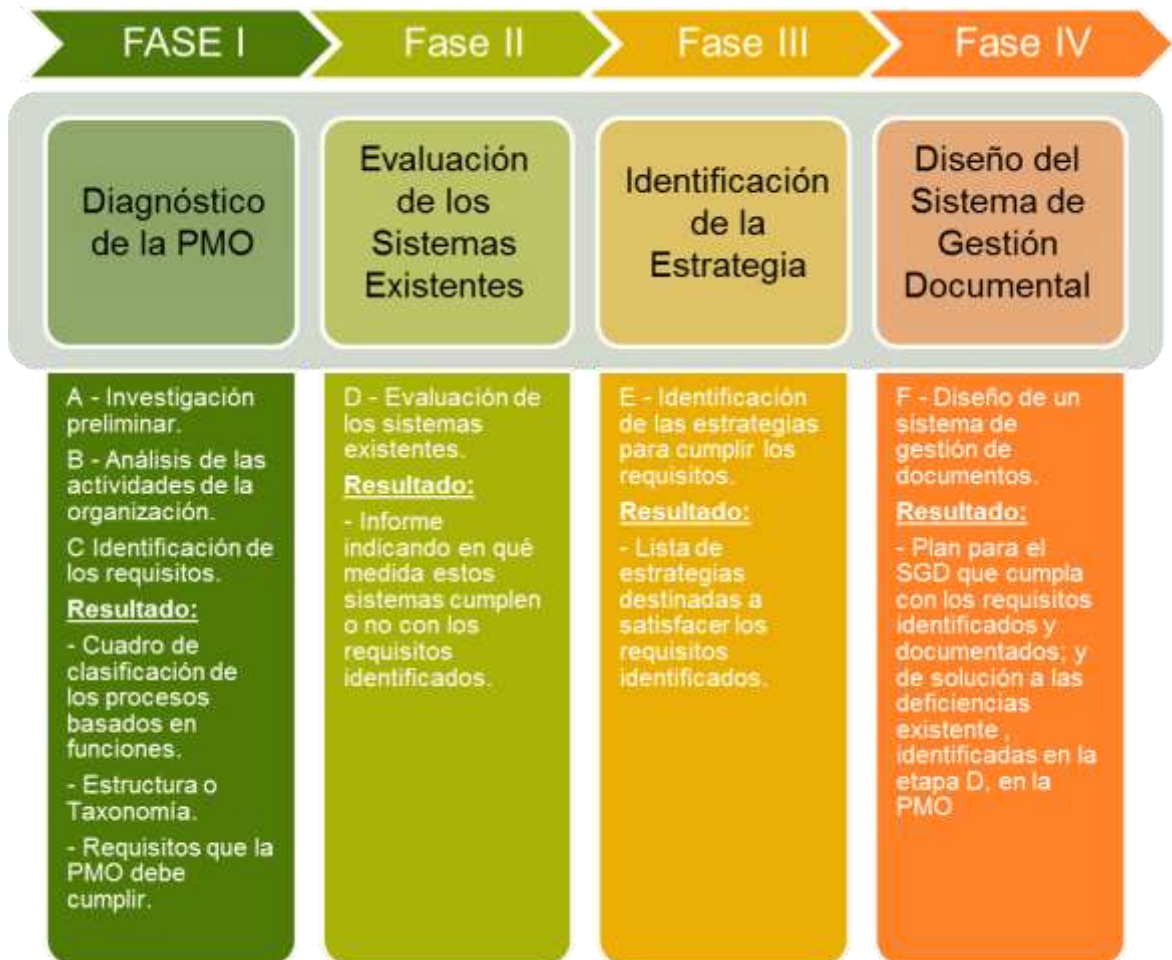 FASE I
Fase II
Fase III
Fase IV
Diagnóstico
de la PMO
Evaluación
de los
Sistemas
Existentes
Identificación
de la
Estrategia
Diseño del
Sistema de
Gestión
Documental
A - Investigación
preliminar.
B - Análisis de las
actividades de la
organización.
C Identificación de
los requisitos.
Resultado:
- Cuadro de
clasificación de
los procesos
basados en
funciones.
- Estructura o
Taxonomía.
- Requisitos que la
PMO debe
cumplir.
D - Evaluación de
los sistemas
existentes.
Resultado:
- Informe
indicando en qué
medida estos
sistemas cumplen
o no con los
requisitos
identificados.
E - Identificación
de las estrategias
para cumplir los
requisitos.
Resultado:
- Lista de
estrategias
destinadas a
satisfacer los
requisitos
identificados.
F - Diseño de un
sistema de
gestión de
documentos.
Resultado:
- Plan para el
SGD que cumpla
con los requisitos
identificados y
documentados; y
de solución a las
deficiencias
existente ,
identificadas en la
etapa D, en la
PMO